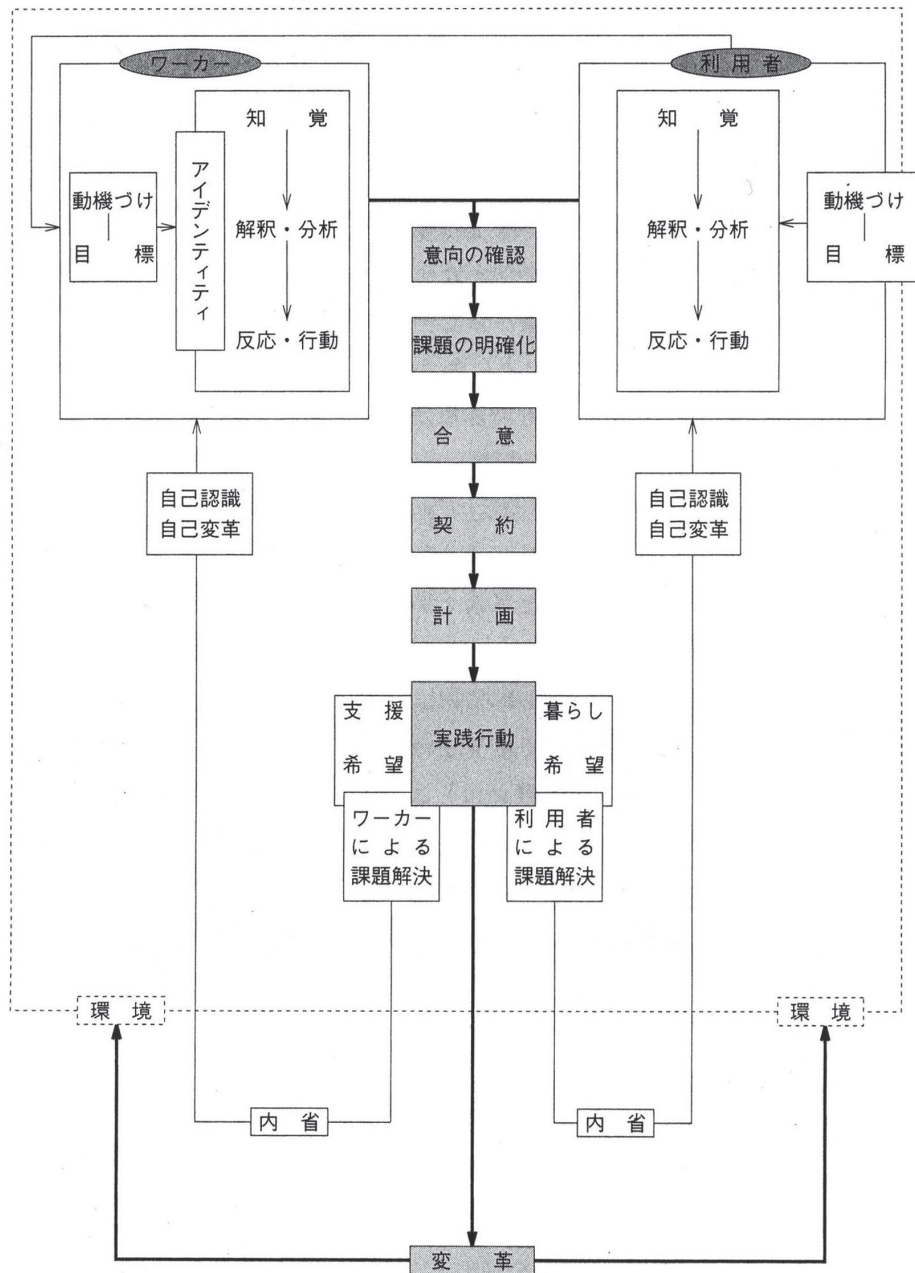 ワーカー
知　覚
解釈・分析
反応・行動
アイデンティティ
動機づけ
目　標
利用者
知　覚
解釈・分析
反応・行動
動機づけ
目　標
意向の確認
課題の明確化
合　意
契　約
計　画
実践行動
自己認識
自己変革
自己認識
自己変革
支　援
希　望
暮らし
希　望
ワーカー
による
課題解決
利用者
による
課題解決
環　境
環　境
内　省
内　省
変　革